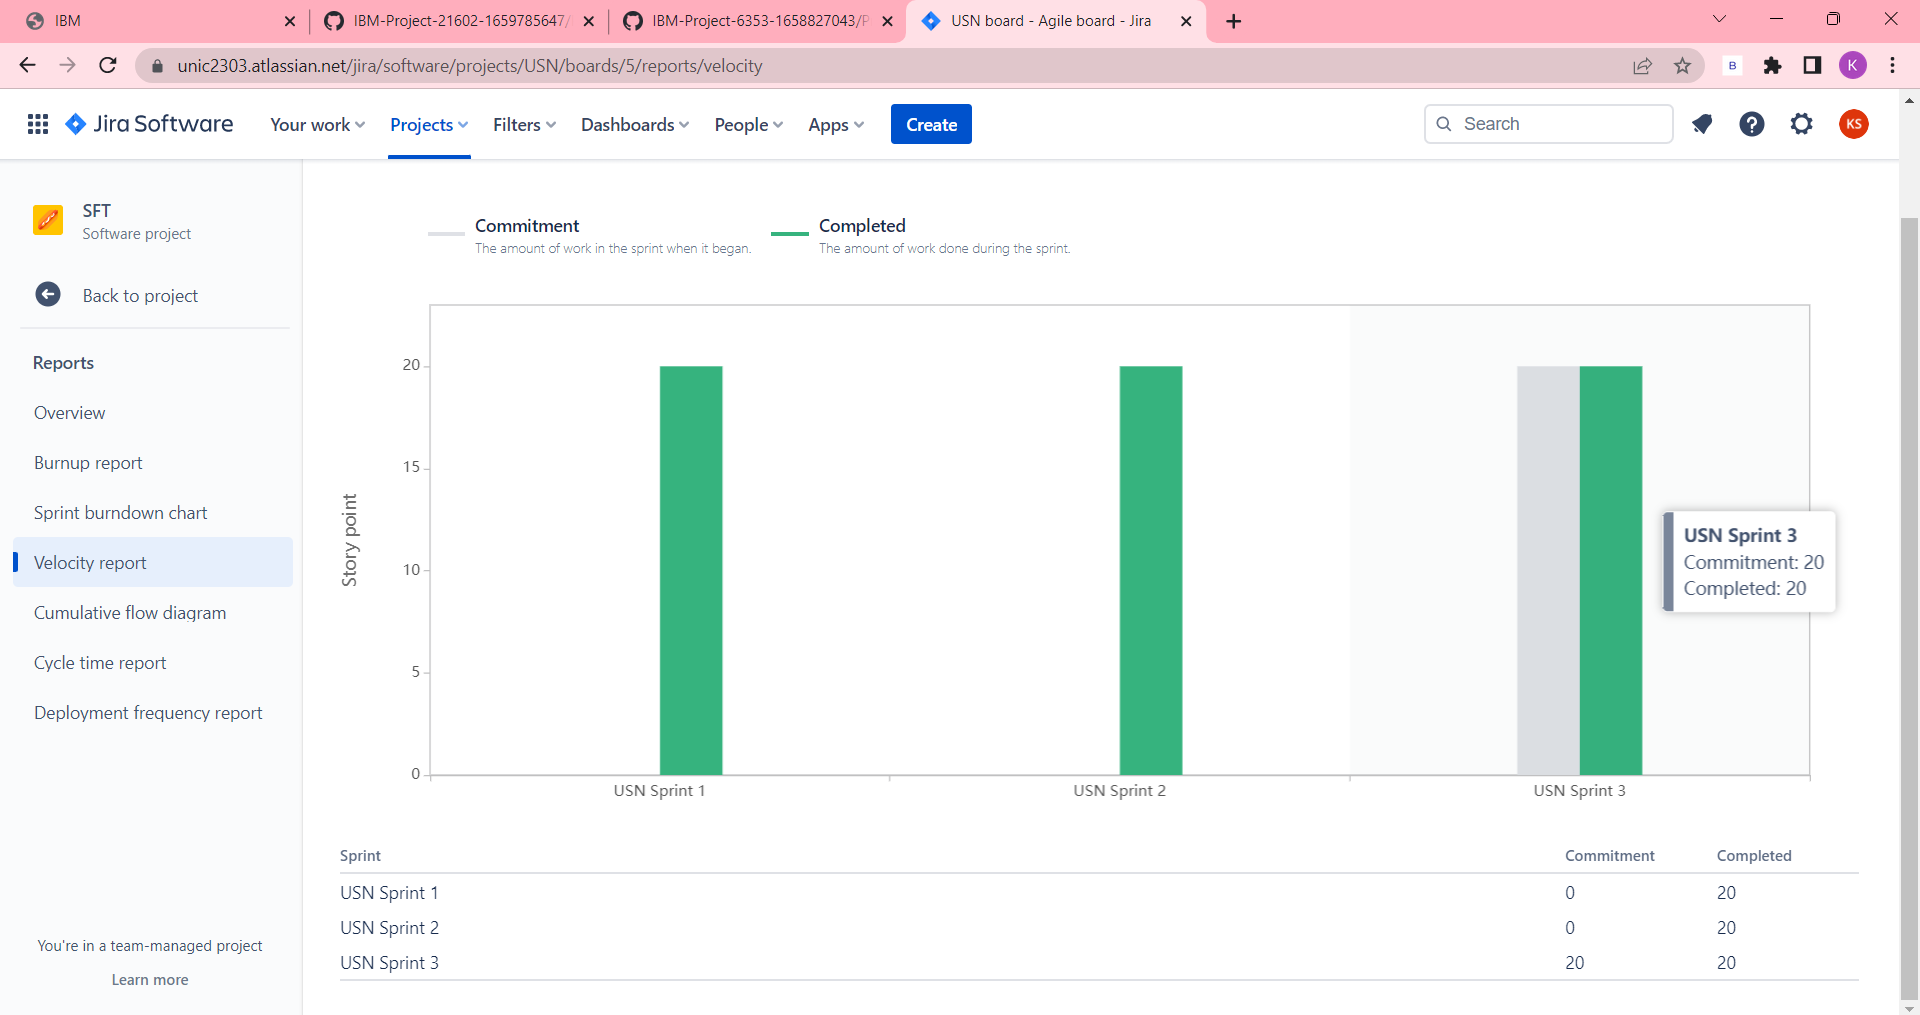 IBM
IBM-Project-21602-1659785647/
IBM-Project-6353-1658827043/P
USN board - Agile board - Jira
unic2303.atlassian.net/jira/software/projects/USN/boards/5/reports/velocity
B
K
Jira Software
Your work
Projects
Filters
Dashboards
People
Apps
Create
Search
KS
SFT
Software project
Back to project
Reports
Overview
Burnup report
Sprint burndown chart
Velocity report
Cumulative flow diagram
Cycle time report
Deployment frequency report
You're in a team-managed project
Learn more
Commitment
The amount of work in the sprint when it began.
Completed
The amount of work done during the sprint.
Story point
20
15
10
5
0
USN Sprint 1
USN Sprint 2
USN Sprint 3
USN Sprint 3
Commitment: 20
Completed: 20
Sprint Commitment Completed
USN Sprint 1 0 20
USN Sprint 2 0 20
USN Sprint 3 20 20